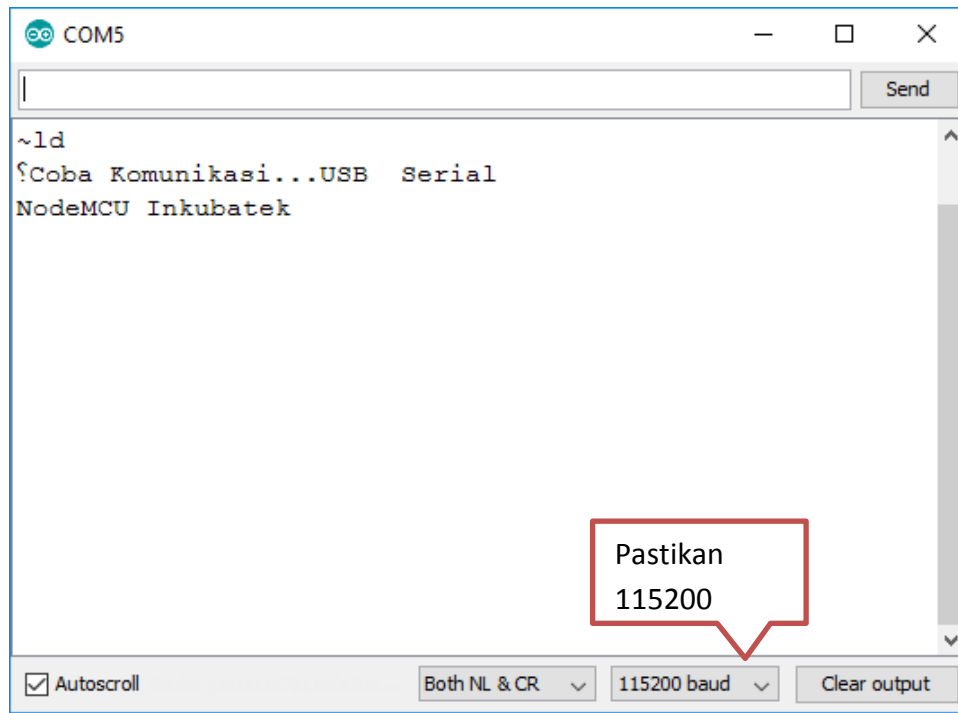 COM5
Send
~ld
⸮Coba Komunikasi...USB  Serial
NodeMCU Inkubatek
Pastikan
115200
Autoscroll
Both NL & CR
115200 baud
Clear output